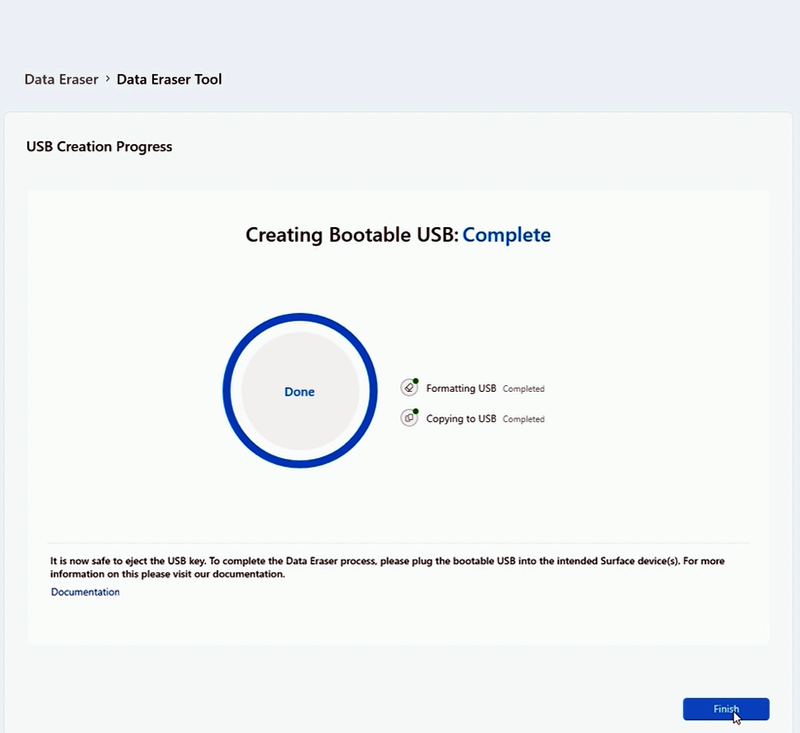 Data Eraser > Data Eraser Tool
USB Creation Progress
Creating Bootable USB: Complete
Done
Formatting USB Completed
Copying to USB Completed
It is now safe to eject the USB key. To complete the Data Eraser process, please plug the bootable USB into the intended Surface device(s). For more
information on this please visit our documentation.
Documentation
Finish